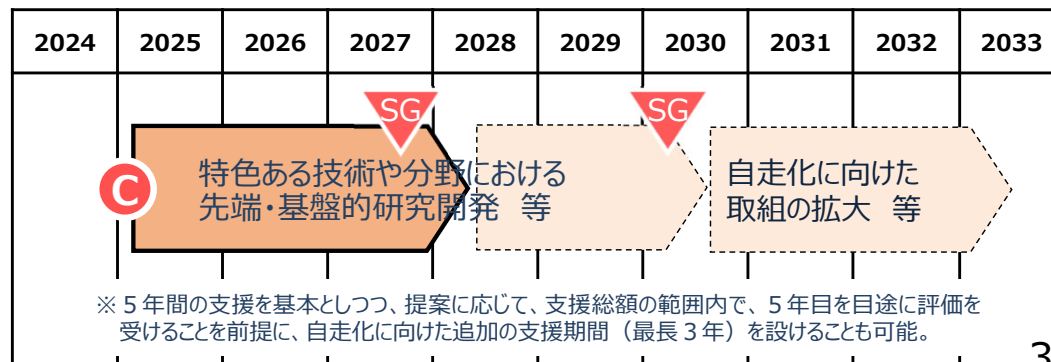 2024 2025 2026 2027 2028 2029 2030 2031 2032 2033
SG SG
C
特色ある技術や分野における
先端・基盤的研究開発 等
自走化に向けた
取組の拡大 等
※５年間の支援を基本としつつ、提案に応じて、支援総額の範囲内で、５年目を目途に評価を
受けることを前提に、自走化に向けた追加の支援期間（最長３年）を設けることも可能。
3